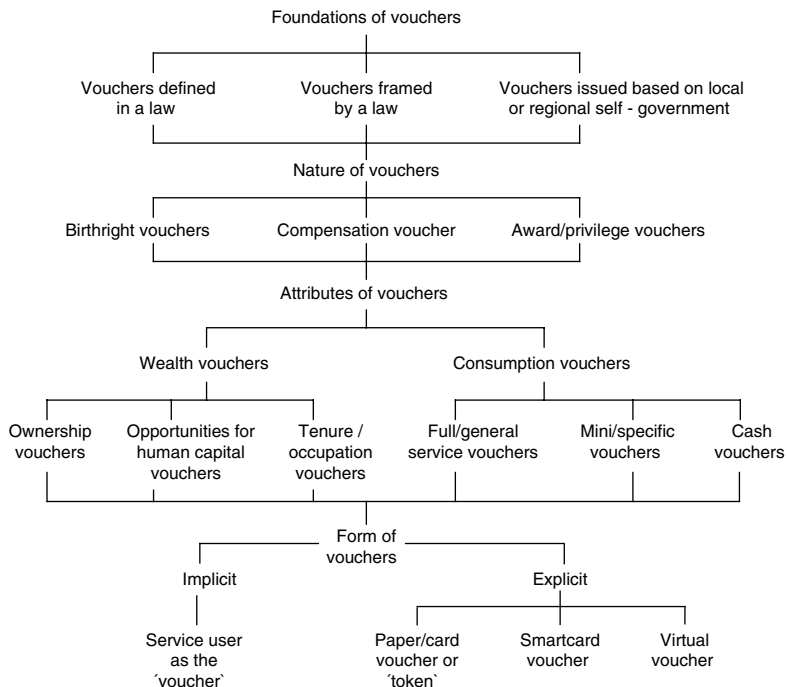 Foundations of vouchers
Vouchers defined
in a law
Vouchers framed
by a law
Vouchers issued based on local
or regional self - government
Nature of vouchers
Birthright vouchers
Compensation voucher
Award/privilege vouchers
Attributes of vouchers
Wealth vouchers
Consumption vouchers
Ownership
vouchers
Opportunities for
human capital
vouchers
Tenure /
occupation
vouchers
Full/general
service vouchers
Mini/specific
vouchers
Cash
vouchers
Form of
vouchers
Implicit
Explicit
Service user
as the
´voucher`
Paper/card
voucher or
´token`
Smartcard
voucher
Virtual
voucher